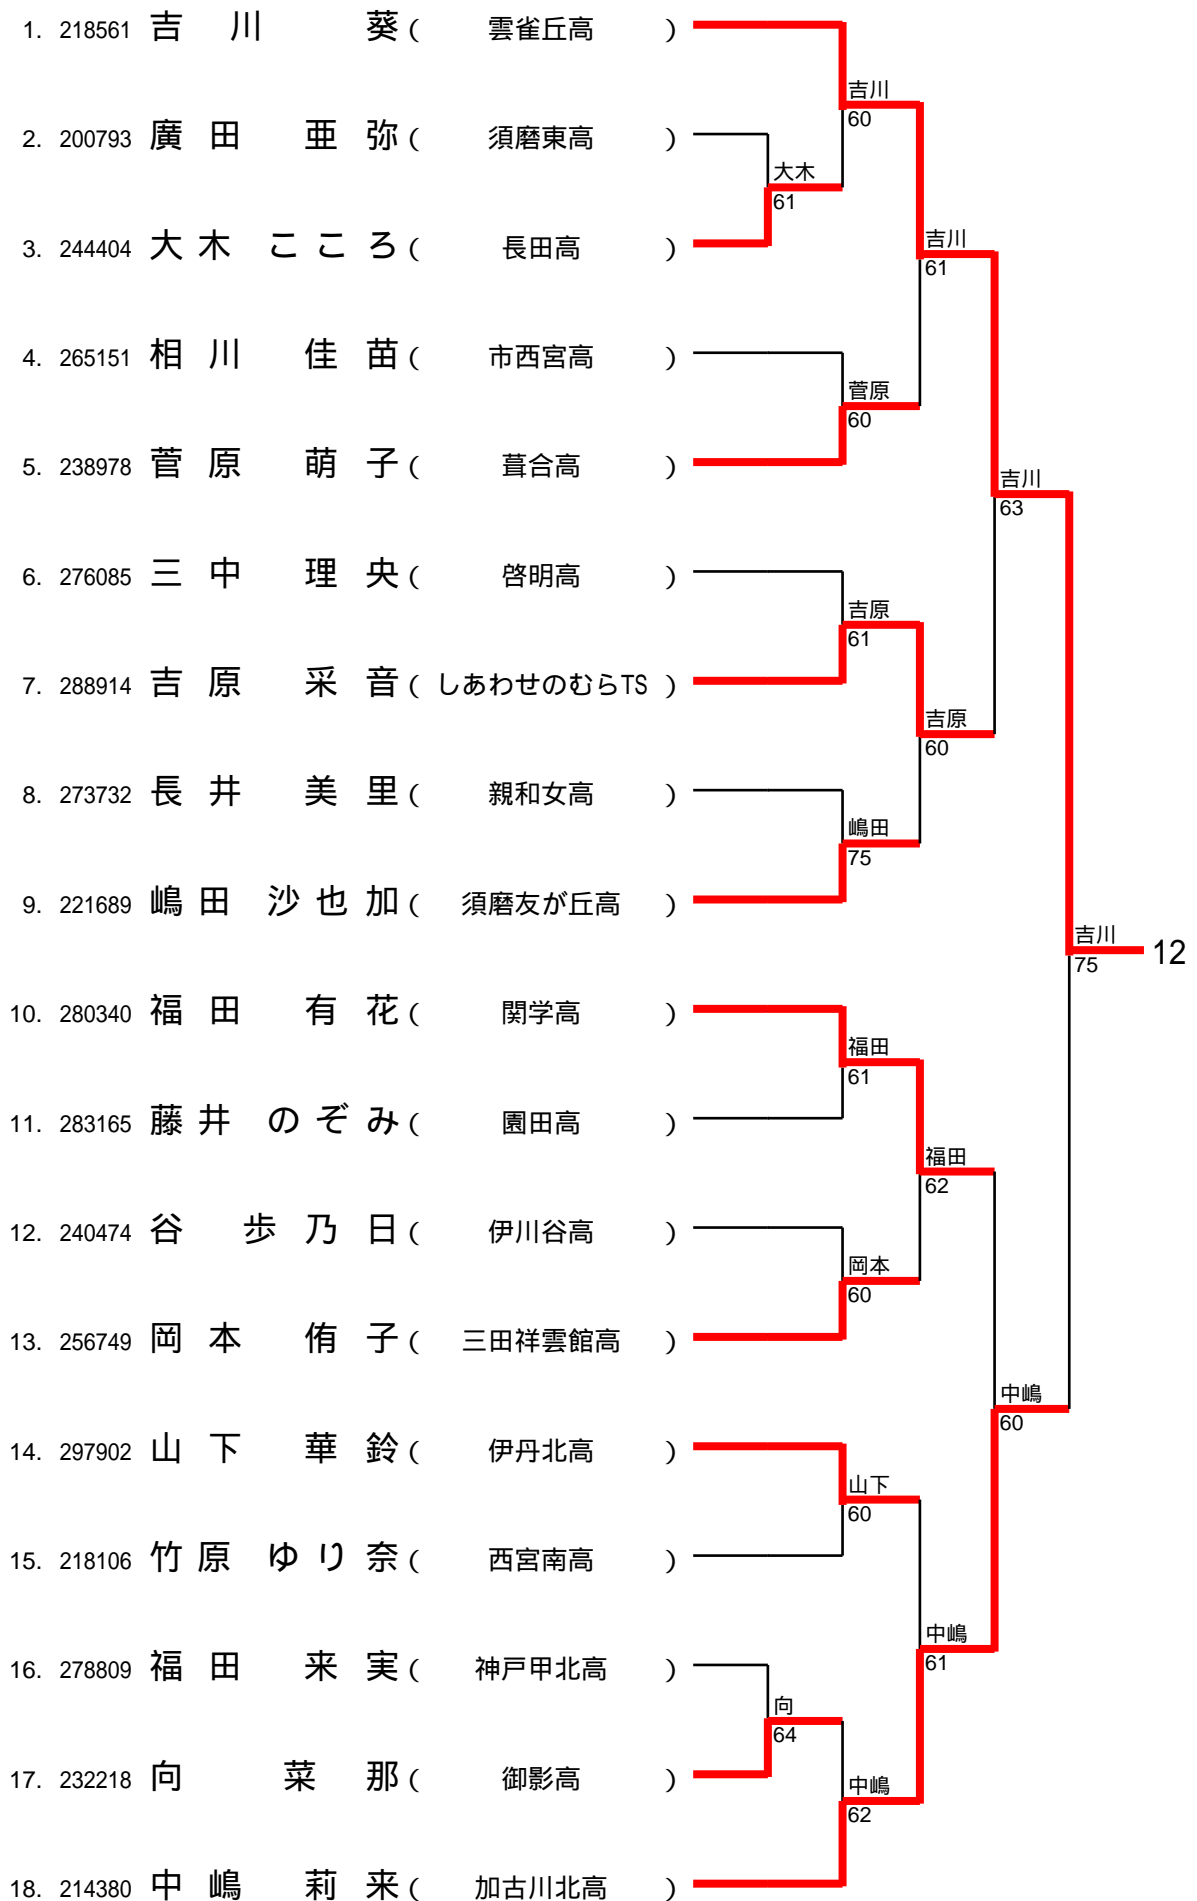 1. 218561 吉川 葵 ( 雲雀丘高 )
吉川
60
2. 200793 廣田 亜弥 ( 須磨東高 )
大木
61
3. 244404 大木 こころ ( 長田高 )
吉川
61
4. 265151 相川 佳苗 ( 市西宮高 )
菅原
60
5. 238978 菅原 萌子 ( 葺合高 )
吉川
63
6. 276085 三中 理央 ( 啓明高 )
吉原
61
7. 288914 吉原 采音 ( しあわせのむらTS )
吉原
60
8. 273732 長井 美里 ( 親和女高 )
嶋田
75
9. 221689 嶋田 沙也加 ( 須磨友が丘高 )
吉川
75
12
10. 280340 福田 有花 ( 関学高 )
福田
61
11. 283165 藤井 のぞみ ( 園田高 )
福田
62
12. 240474 谷 歩乃日 ( 伊川谷高 )
岡本
60
13. 256749 岡本 侑子 ( 三田祥雲館高 )
中嶋
60
14. 297902 山下 華鈴 ( 伊丹北高 )
山下
60
15. 218106 竹原 ゆり奈 ( 西宮南高 )
中嶋
61
16. 278809 福田 来実 ( 神戸甲北高 )
向
64
17. 232218 向 菜那 ( 御影高 )
中嶋
62
18. 214380 中嶋 莉来 ( 加古川北高 )